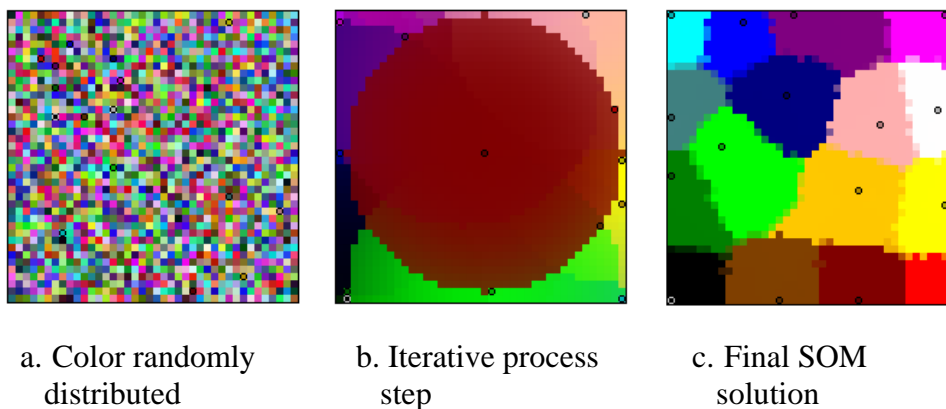 a. Color randomly
distributed
b. Iterative process
step
c. Final SOM
solution